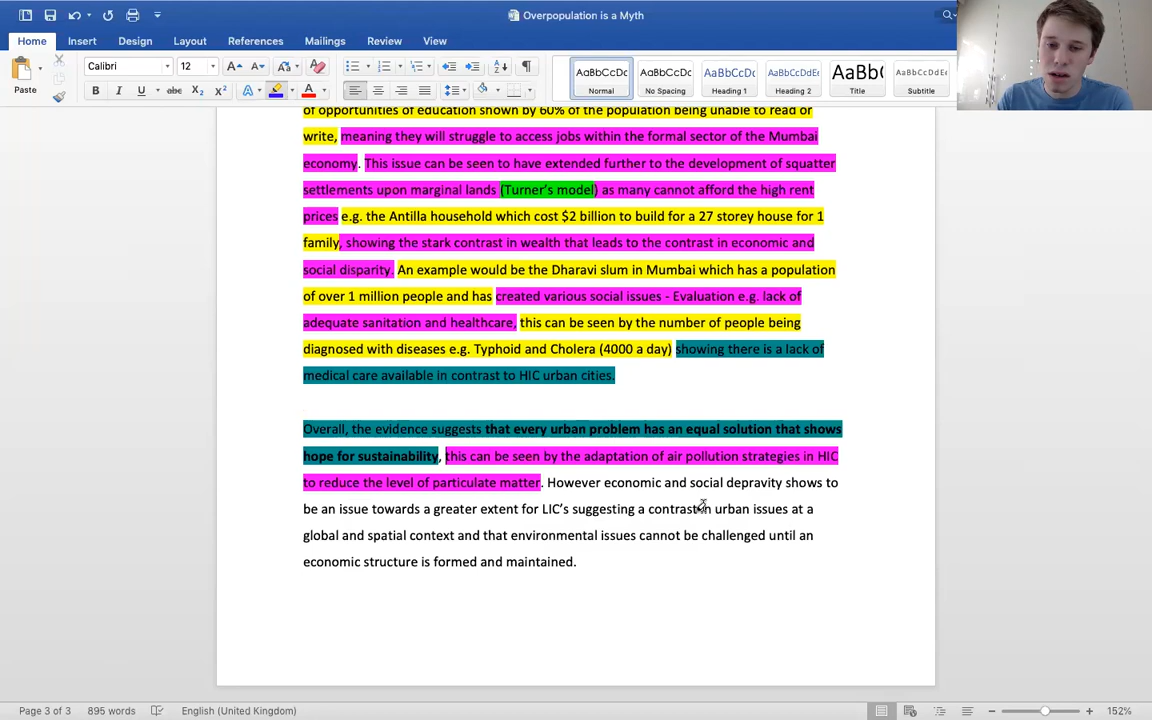 Overpopulation is a Myth
Home Insert Design Layout References Mailings Review View
Paste
Calibri 12
AaBbCcDc AaBbCcDc AaBbCcDc AaBbCcDdEe AaBb( AaBbCcDdEe
Normal No Spacing Heading 1 Heading 2 Title Subtitle
of opportunities of education shown by 60% of the population being unable to read or
write, meaning they will struggle to access jobs within the formal sector of the Mumbai
economy. This issue can be seen to have extended further to the development of squatter
settlements upon marginal lands (Turner's model) as many cannot afford the high rent
prices e.g. the Antilla household which cost $2 billion to build for a 27 storey house for 1
family, showing the stark contrast in wealth that leads to the contrast in economic and
social disparity. An example would be the Dharavi slum in Mumbai which has a population
of over 1 million people and has created various social issues - Evaluation e.g. lack of
adequate sanitation and healthcare, this can be seen by the number of people being
diagnosed with diseases e.g. Typhoid and Cholera (4000 a day) showing there is a lack of
medical care available in contrast to HIC urban cities.
Overall, the evidence suggests that every urban problem has an equal solution that shows
hope for sustainability, this can be seen by the adaptation of air pollution strategies in HIC
to reduce the level of particulate matter. However economic and social depravity shows to
be an issue towards a greater extent for LIC's suggesting a contrast in urban issues at a
global and spatial context and that environmental issues cannot be challenged until an
economic structure is formed and maintained.
Page 3 of 3 895 words English (United Kingdom) 152%